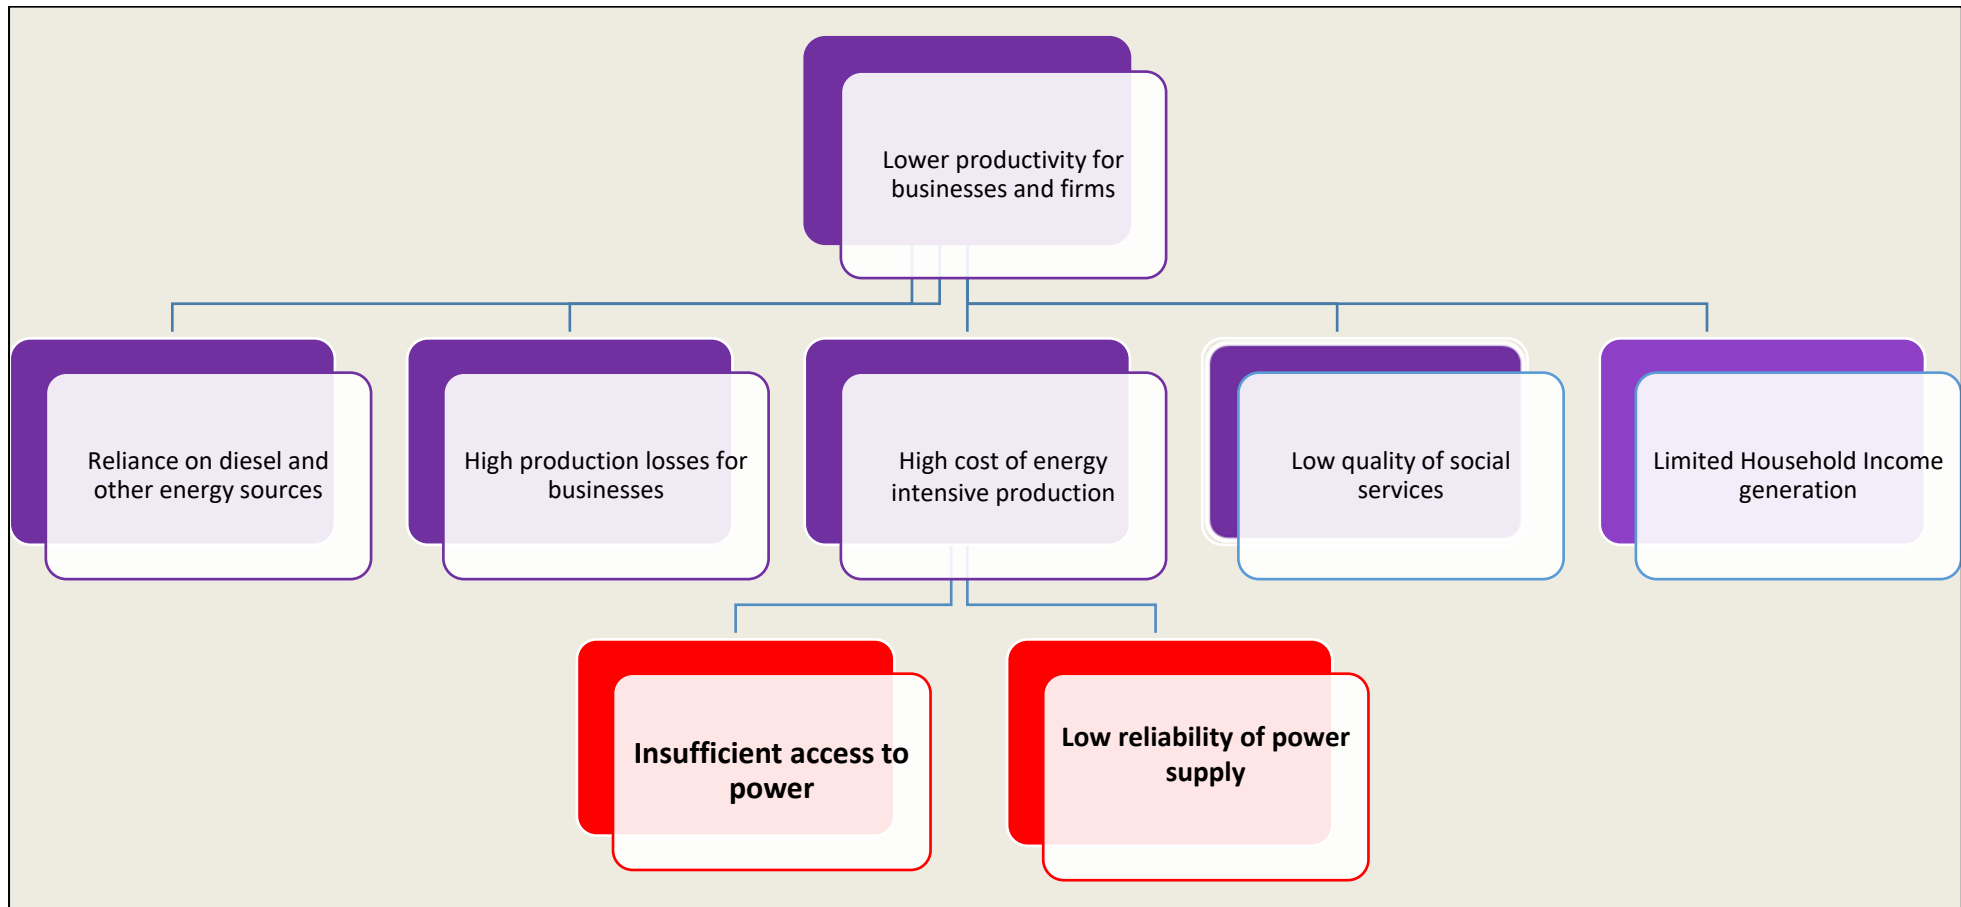 Lower productivity for
businesses and firms
Reliance on diesel and
other energy sources
High production losses for
businesses
High cost of energy
intensive production
Low quality of social
services
Limited Household Income
generation
Insufficient access to
power
Low reliability of power
supply